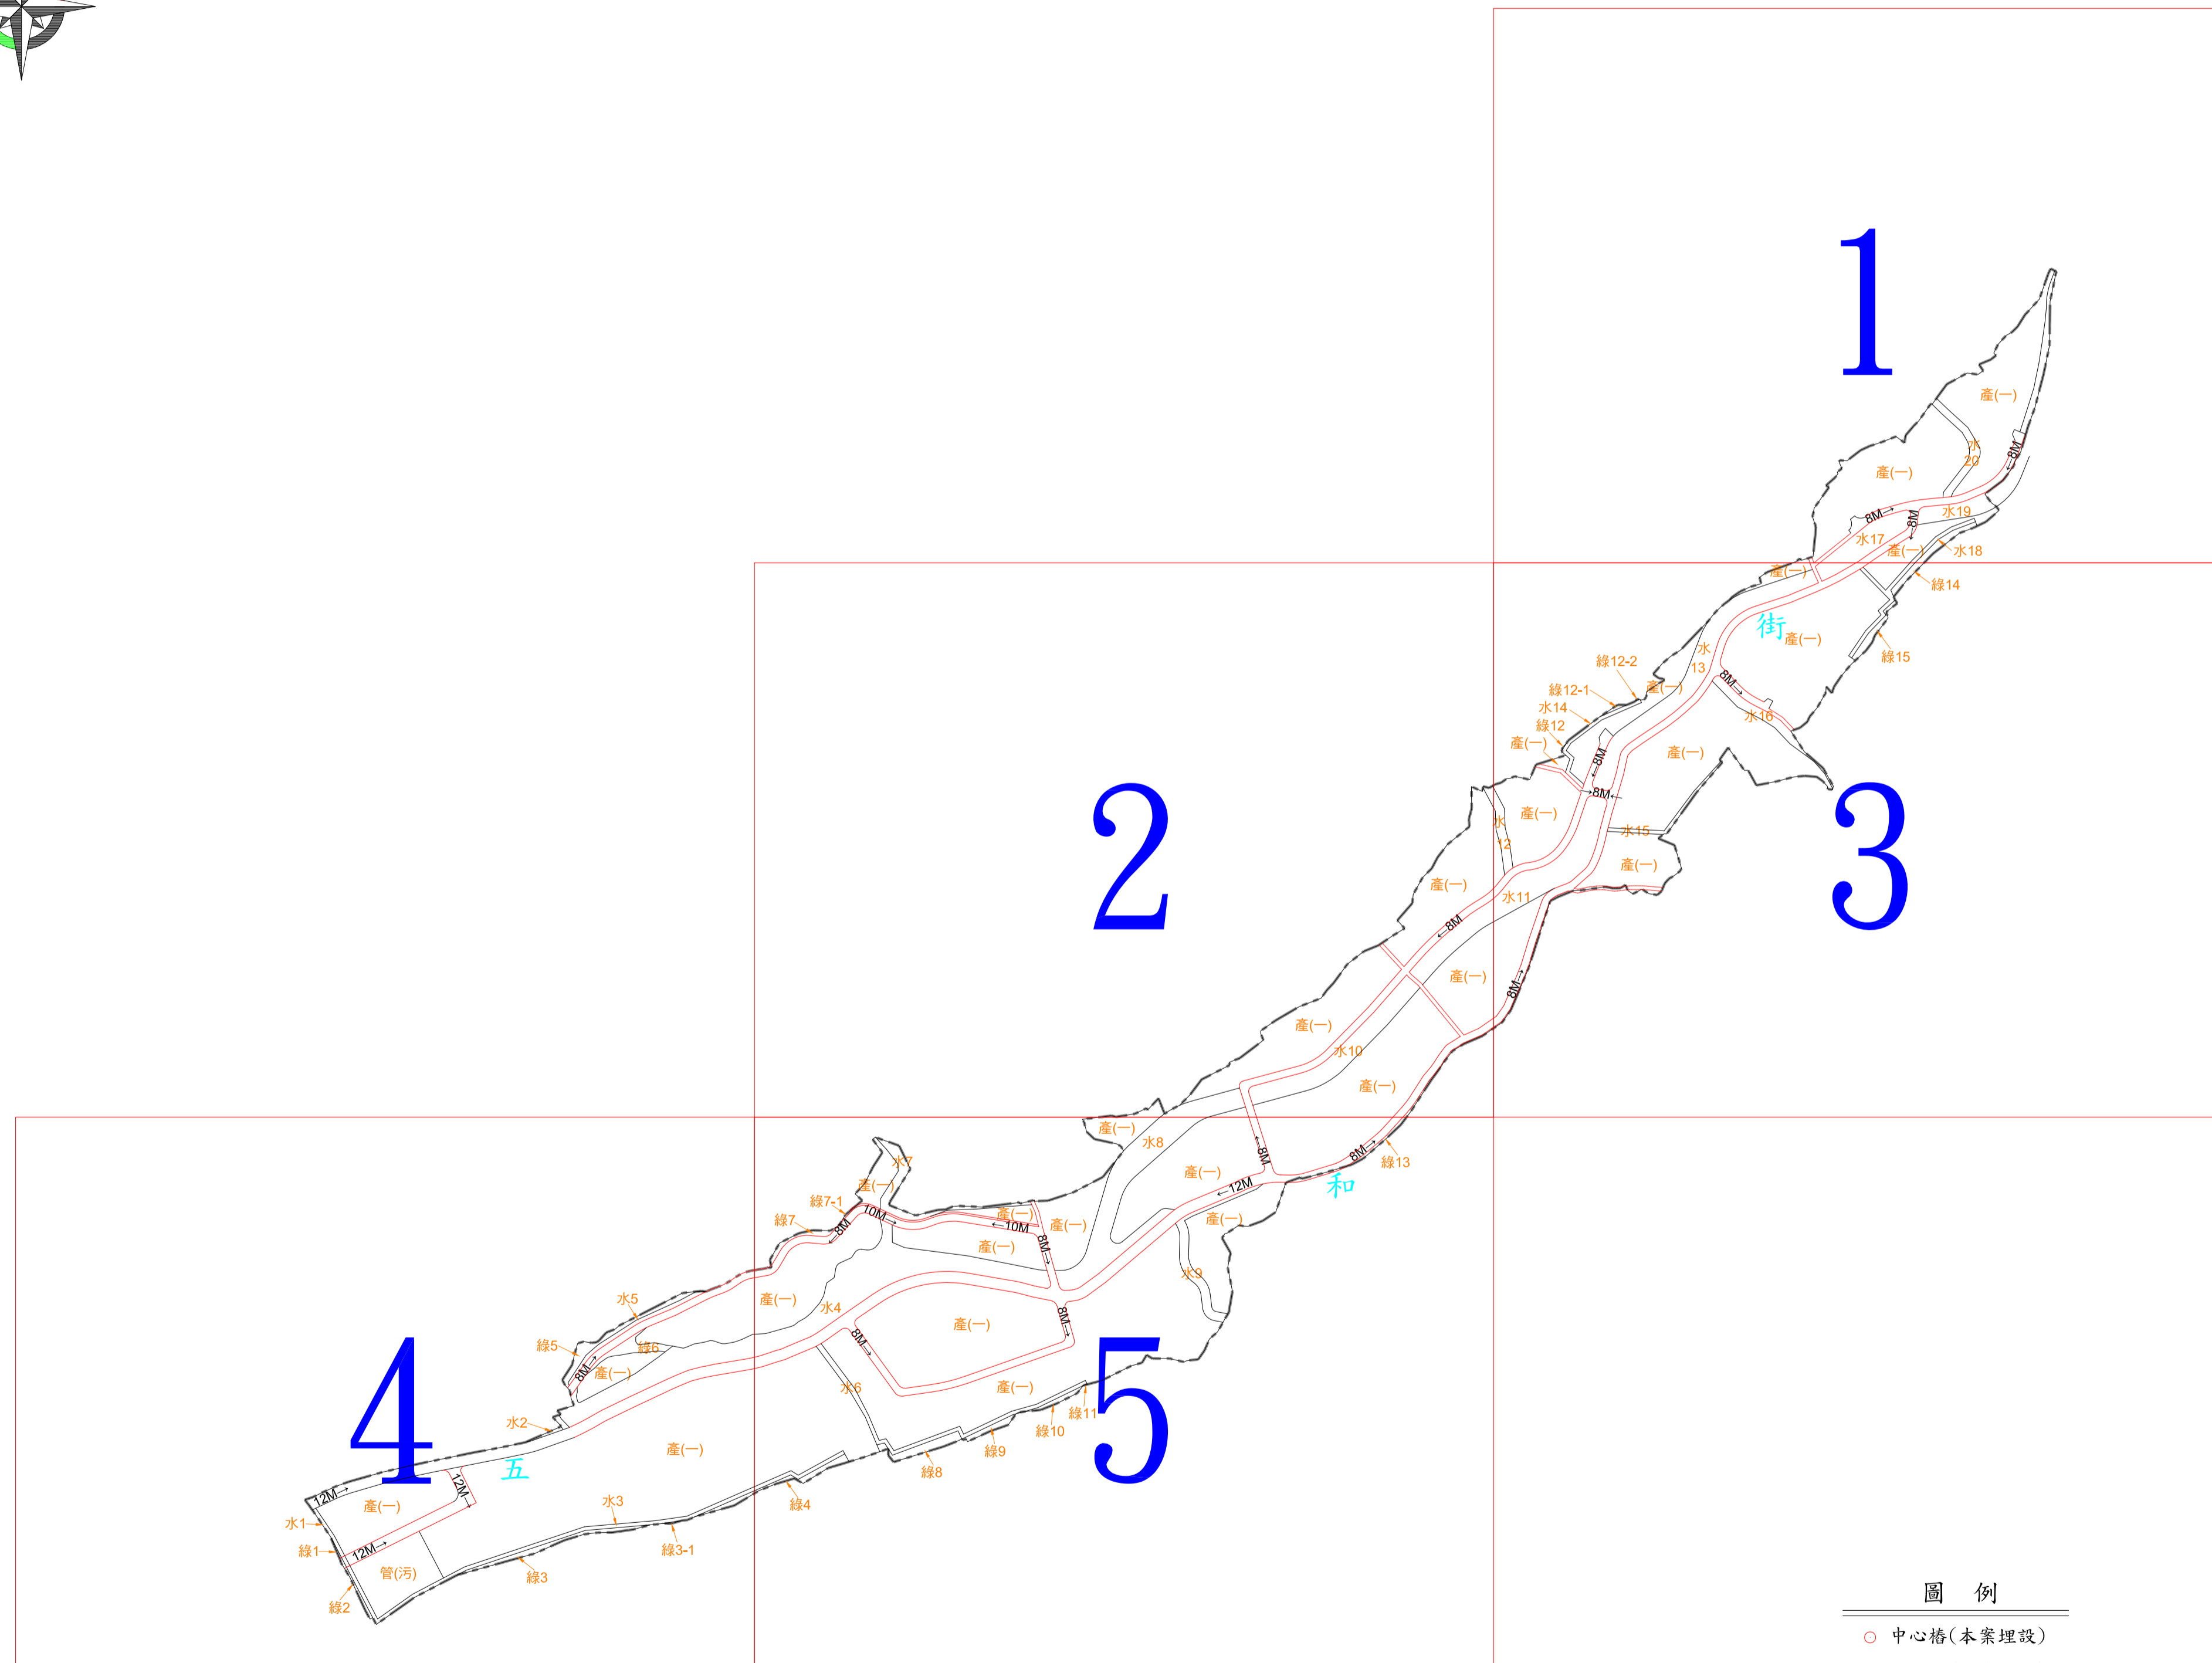 1
產(一)
水
20
8M
產(一)
8M
8M
水19
水17
產(一)
水18
產(一)
綠14
街
產(一)
水
13
綠15
綠12-2
8M
綠12-1
產(一)
水14
水16
綠12
產(一)
產(一)
8M
8M
2
3
產(一)
水
12
水15
產(一)
產(一)
水11
8M
產(一)
8M
產(一)
水10
產(一)
產(一)
水8
8M
8M
綠13
水7
產(一)
產(一)
12M
和
綠7-1
10M
產(一)
產(一)
產(一)
綠7
8M
10M
8M
產(一)
水9
水5
產(一)
水4
8M
產(一)
8M
綠5
綠6
8M
產(一)
4
5
水6
產(一)
綠11
水2
綠10
產(一)
綠9
五
綠8
12M
12M
產(一)
水3
綠4
水1
綠1
12M
綠3-1
管(污)
綠3
綠2
圖 例
中心樁(本案埋設)